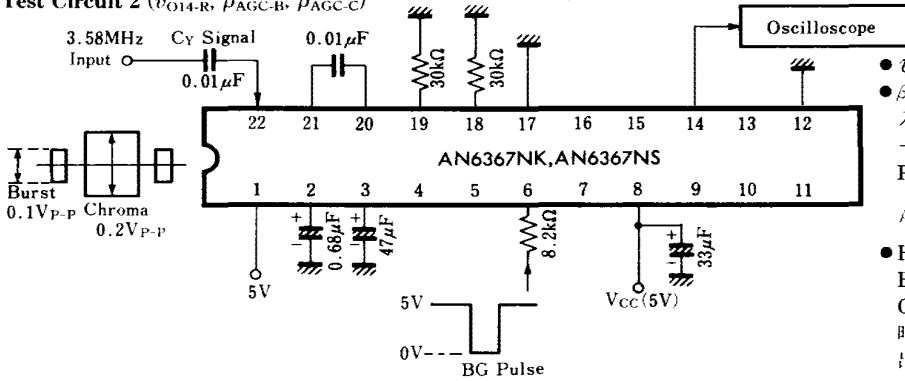 Test Circuit 2 (vO14-R, ρAGC-B, ρAGC-C)
3.58MHz CY Signal
Input
0.01μF
0.01μF
30kΩ
30kΩ
Oscilloscope
22 21 20 19 18 17 16 15 14 13 12
AN6367NK, AN6367NS
1 2 3 4 5 6 7 8 9 10 11
Burst
0.1VP-P
Chroma
0.2VP-P
5V
+
-
0.68μF
+
-
47μF
8.2kΩ
VCC(5V)
+
-
33μF
5V
0V
BG Pulse